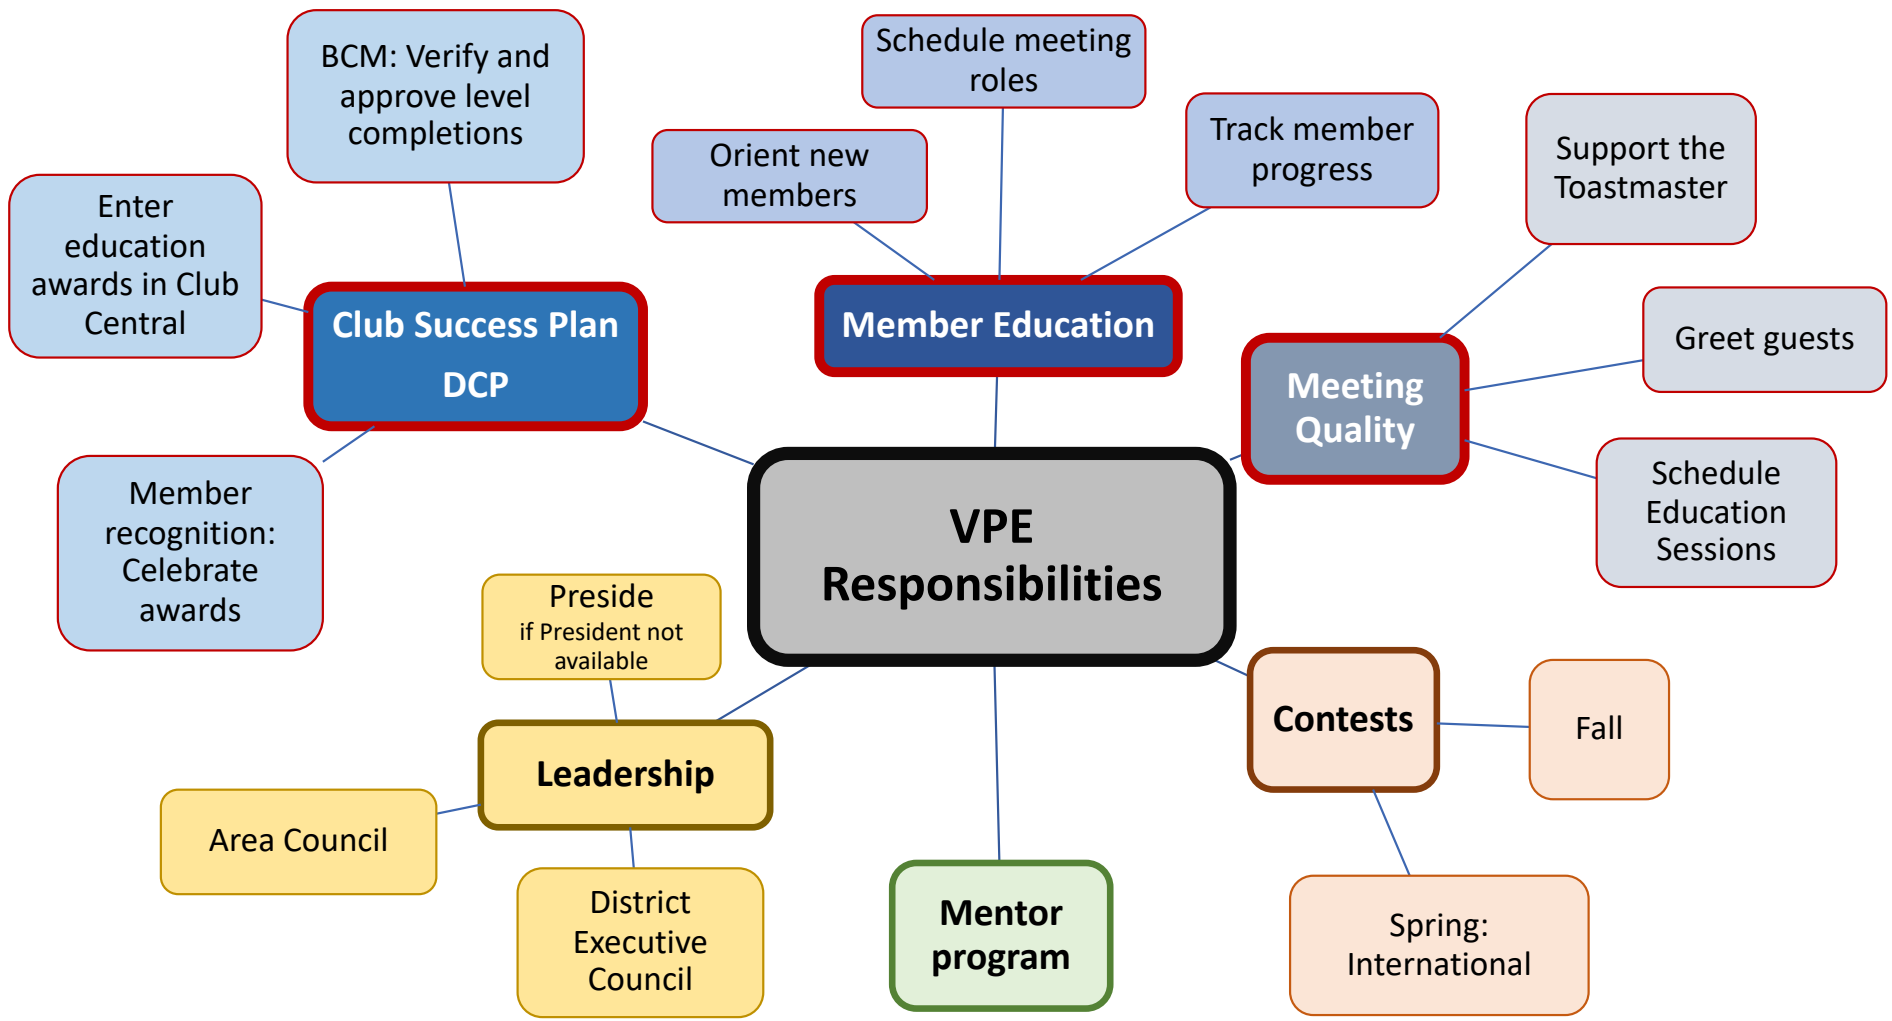 BCM: Verify and
approve level
completions
Schedule meeting
roles
Track member
progress
Orient new
members
Support the
Toastmaster
Enter
education
awards in Club
Central
Club Success Plan
DCP
Member Education
Meeting
Quality
Greet guests
Schedule
Education
Sessions
Member
recognition:
Celebrate
awards
VPE
Responsibilities
Preside
if President not
available
Leadership
Area Council
District
Executive
Council
Mentor
program
Contests
Fall
Spring:
International